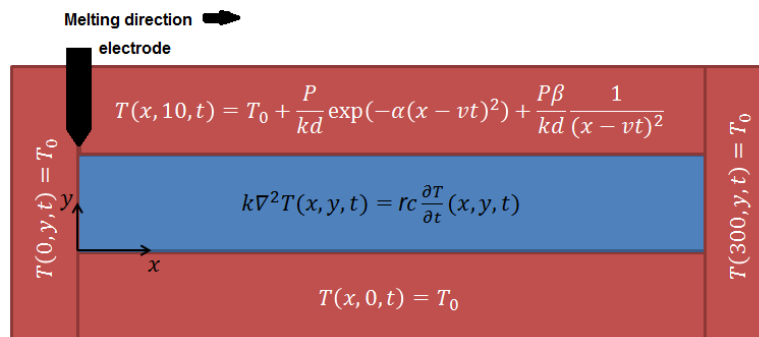 Melting direction
electrode
T(x, 10, t) = T₀ + P/kd exp(−α(x − vt)²) + Pβ/kd 1/(x − vt)²
T(0, y, t) = T₀
y
k∇²T(x, y, t) = rc ∂T/∂t (x, y, t)
T(300, y, t) = T₀
x
T(x, 0, t) = T₀